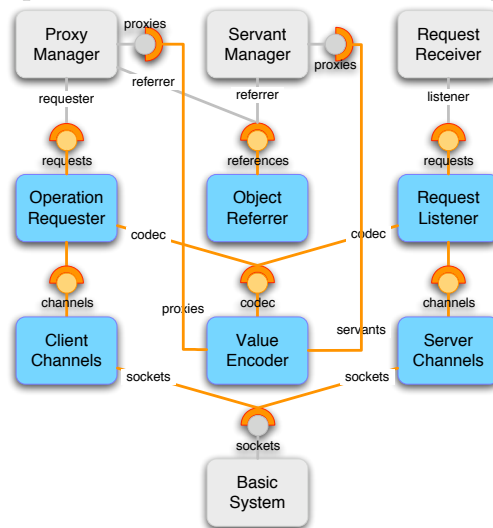 proxies
Proxy
Manager
Servant
Manager
Request
Receiver
proxies
referrer
requester
referrer
listener
requests
references
requests
Operation
Requester
Object
Referrer
Request
Listener
codec
codec
channels
codec
channels
proxies
servants
Client
Channels
Value
Encoder
Server
Channels
sockets
sockets
sockets
Basic
System